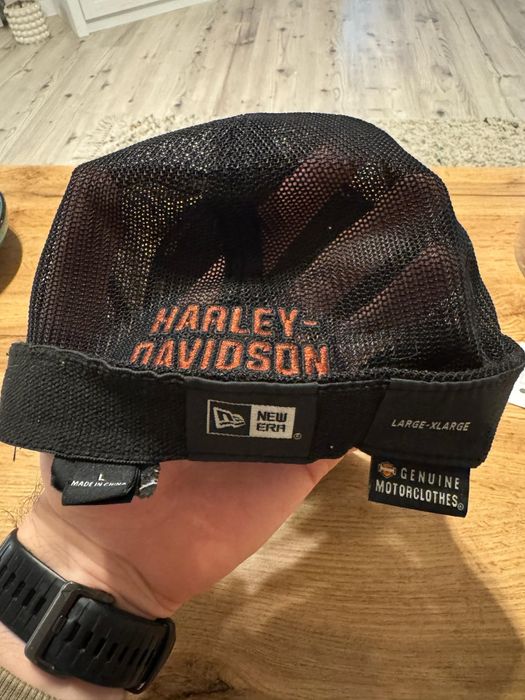 HARLEY-
DAVIDSON
NEW
ERA
®
LARGE-XLARGE
L
MADE IN CHINA
GENUINE
MOTORCLOTHES®